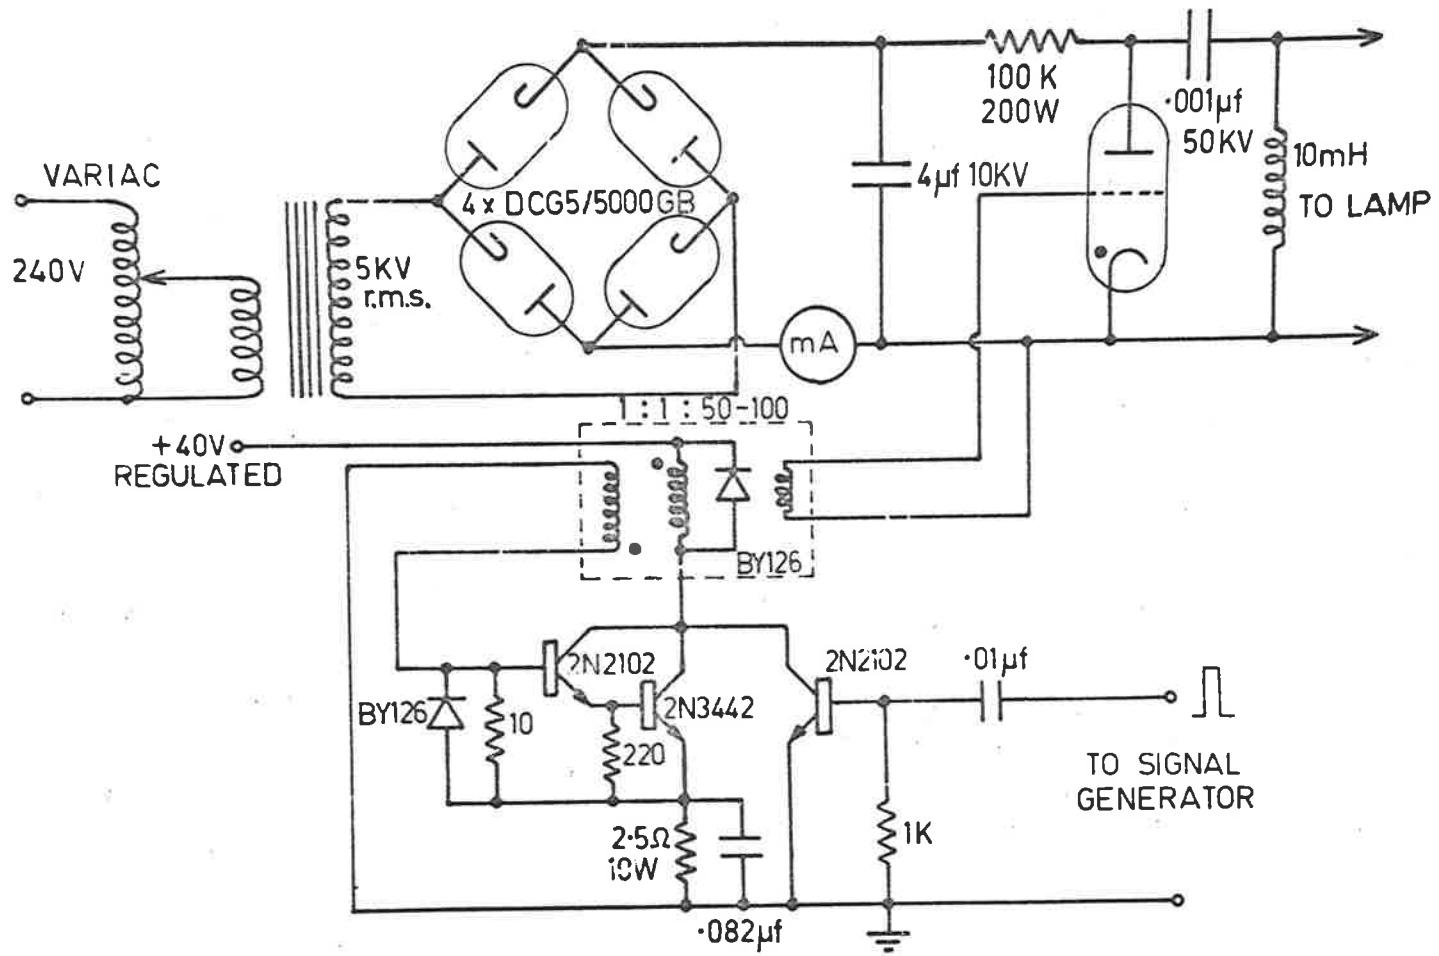 VARIAC
240V
5KV
r.m.s.
4 x DCG5/5000GB
100 K
200W
·001µf
50KV
4µf 10KV
10mH
TO LAMP
mA
1 : 1 : 50-100
+40V
REGULATED
BY126
2N2102
2N3442
BY126
10
220
2·5Ω
10W
·082µf
2N2102
·01µf
1K
TO SIGNAL
GENERATOR